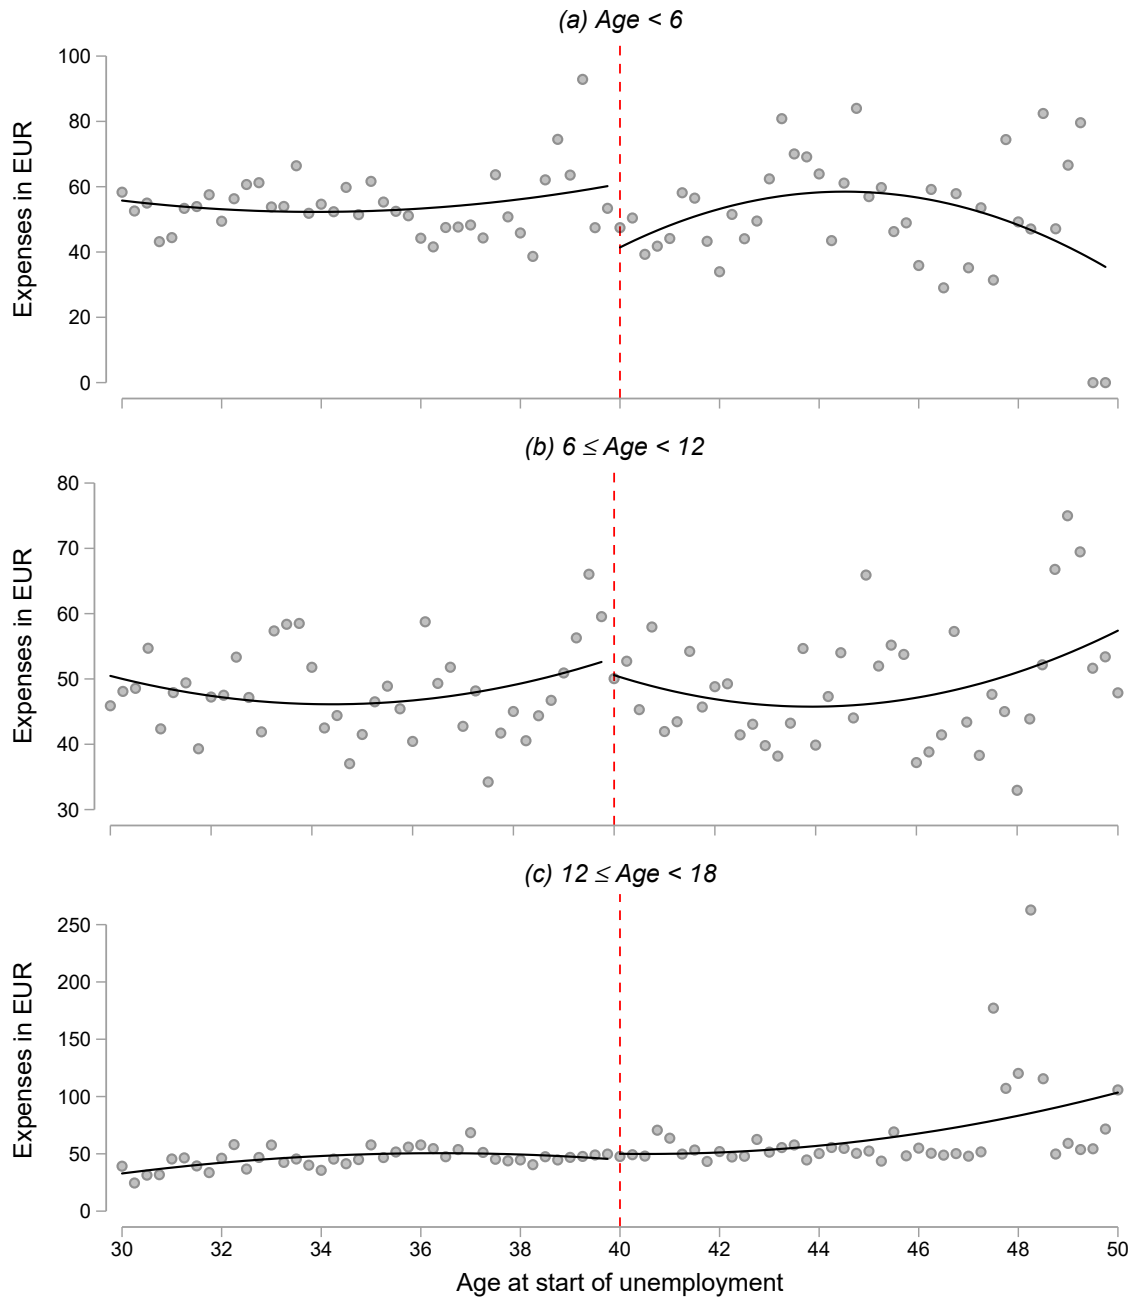 (a) Age < 6
100
80
60
40
20
0
Expenses in EUR
(b) 6 ≤ Age < 12
80
70
60
50
40
30
Expenses in EUR
(c) 12 ≤ Age < 18
250
200
150
100
50
0
Expenses in EUR
30 32 34 36 38 40 42 44 46 48 50
Age at start of unemployment